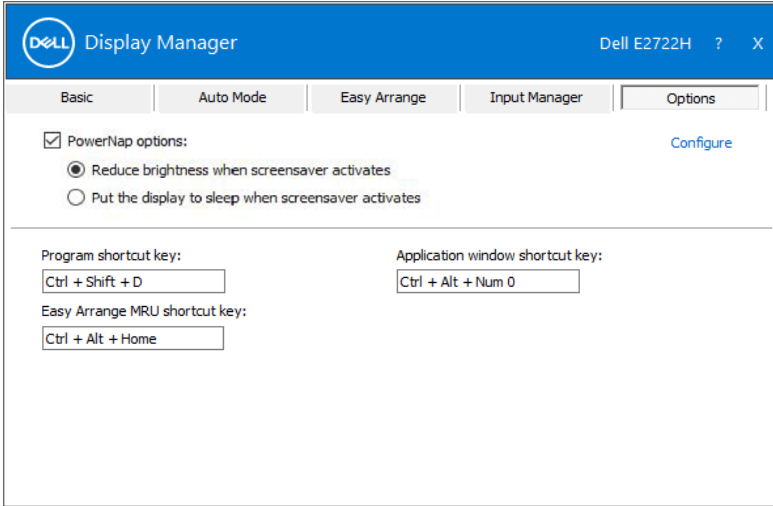 DELL Display Manager Dell E2722H ? X
Basic Auto Mode Easy Arrange Input Manager Options
PowerNap options: Configure
Reduce brightness when screensaver activates
Put the display to sleep when screensaver activates
Program shortcut key: Application window shortcut key:
Ctrl + Shift + D Ctrl + Alt + Num 0
Easy Arrange MRU shortcut key:
Ctrl + Alt + Home